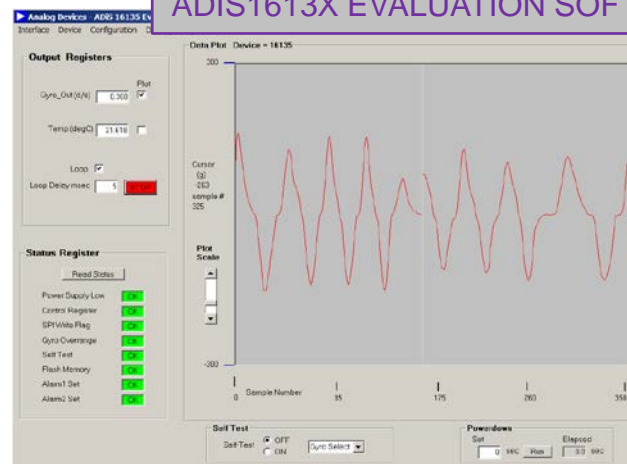 ADIS1613X EVALUATION SOF
Analog Devices - ADIS 16135 Ev
Interface Device Configuration D
Output Registers
Plot
Gyro_Out(d/s) 0.300
Temp (degC)
Loop
Loop Delay msec 5 STOP
Status Register
Read Status
Power Supply Low OK
Control Register OK
SPI Write Flag OK
Gyro Overrange OK
Self Test OK
Flash Memory OK
Alarm1 Set OK
Alarm2 Set OK
Data Plot Device = 16135
300
Cursor
(g)
-263
sample #
325
Plot
Scale
-300
0 Sample Number 175 260 350
Self Test
Self-Test OFF
ON
Gyro Select
Powerdown
Set Elapsed
0 sec Run 0.0 sec